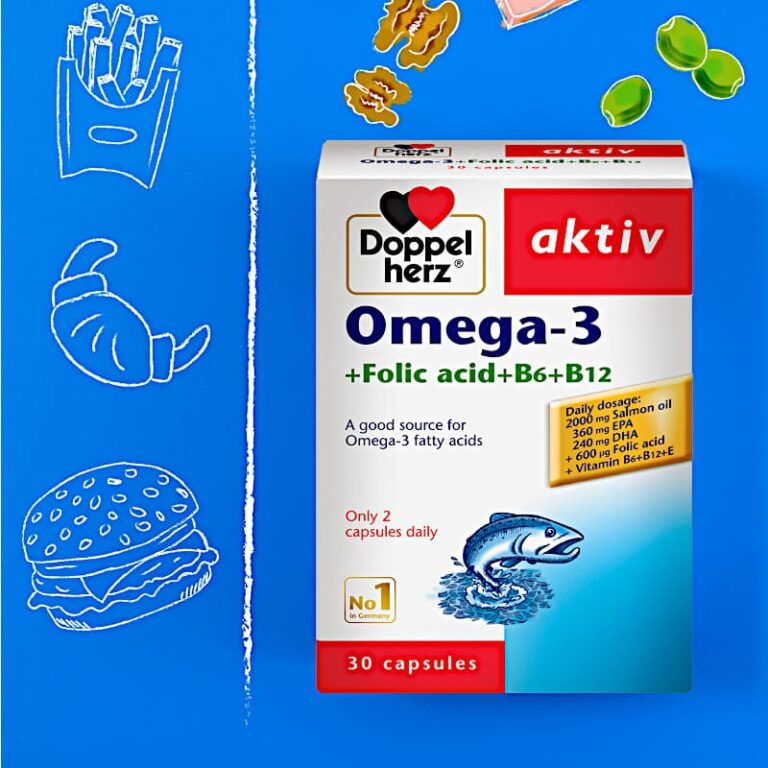 Doppel
herz
aktiv
Omega-3+Folic acid+B6+B12
30 capsules
Doppel
herz®
aktiv
Omega-3
+Folic acid+B6+B12
A good source for
Omega-3 fatty acids
Daily dosage:
2000 mg Salmon oil
360 mg EPA
240 mg DHA
+ 600 µg Folic acid
+ Vitamin B6+B12+E
Only 2
capsules daily
No1
in Germany
30 capsules